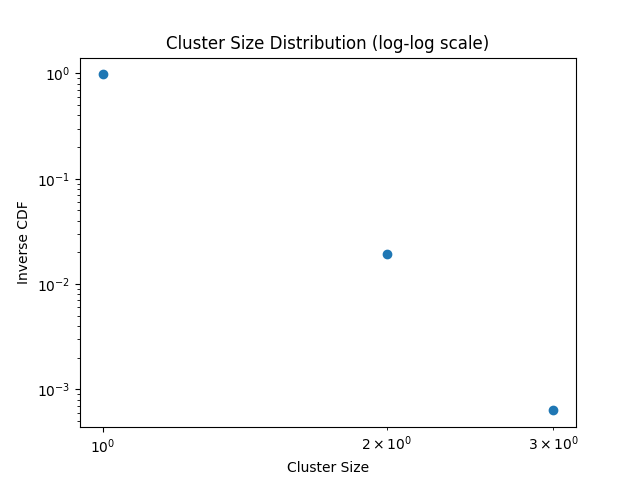 Cluster Size Distribution (log-log scale)
Inverse CDF
10⁰
10⁻¹
10⁻²
10⁻³
10⁰
2 × 10⁰
3 × 10⁰
Cluster Size